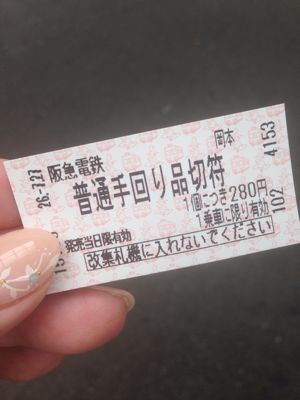 26.-7.27 阪急電鉄
岡本 4153
普通手回り品切符
1個につき280円
1乗車に限り有効 102
発売当日限有効
改集札機に入れないでください